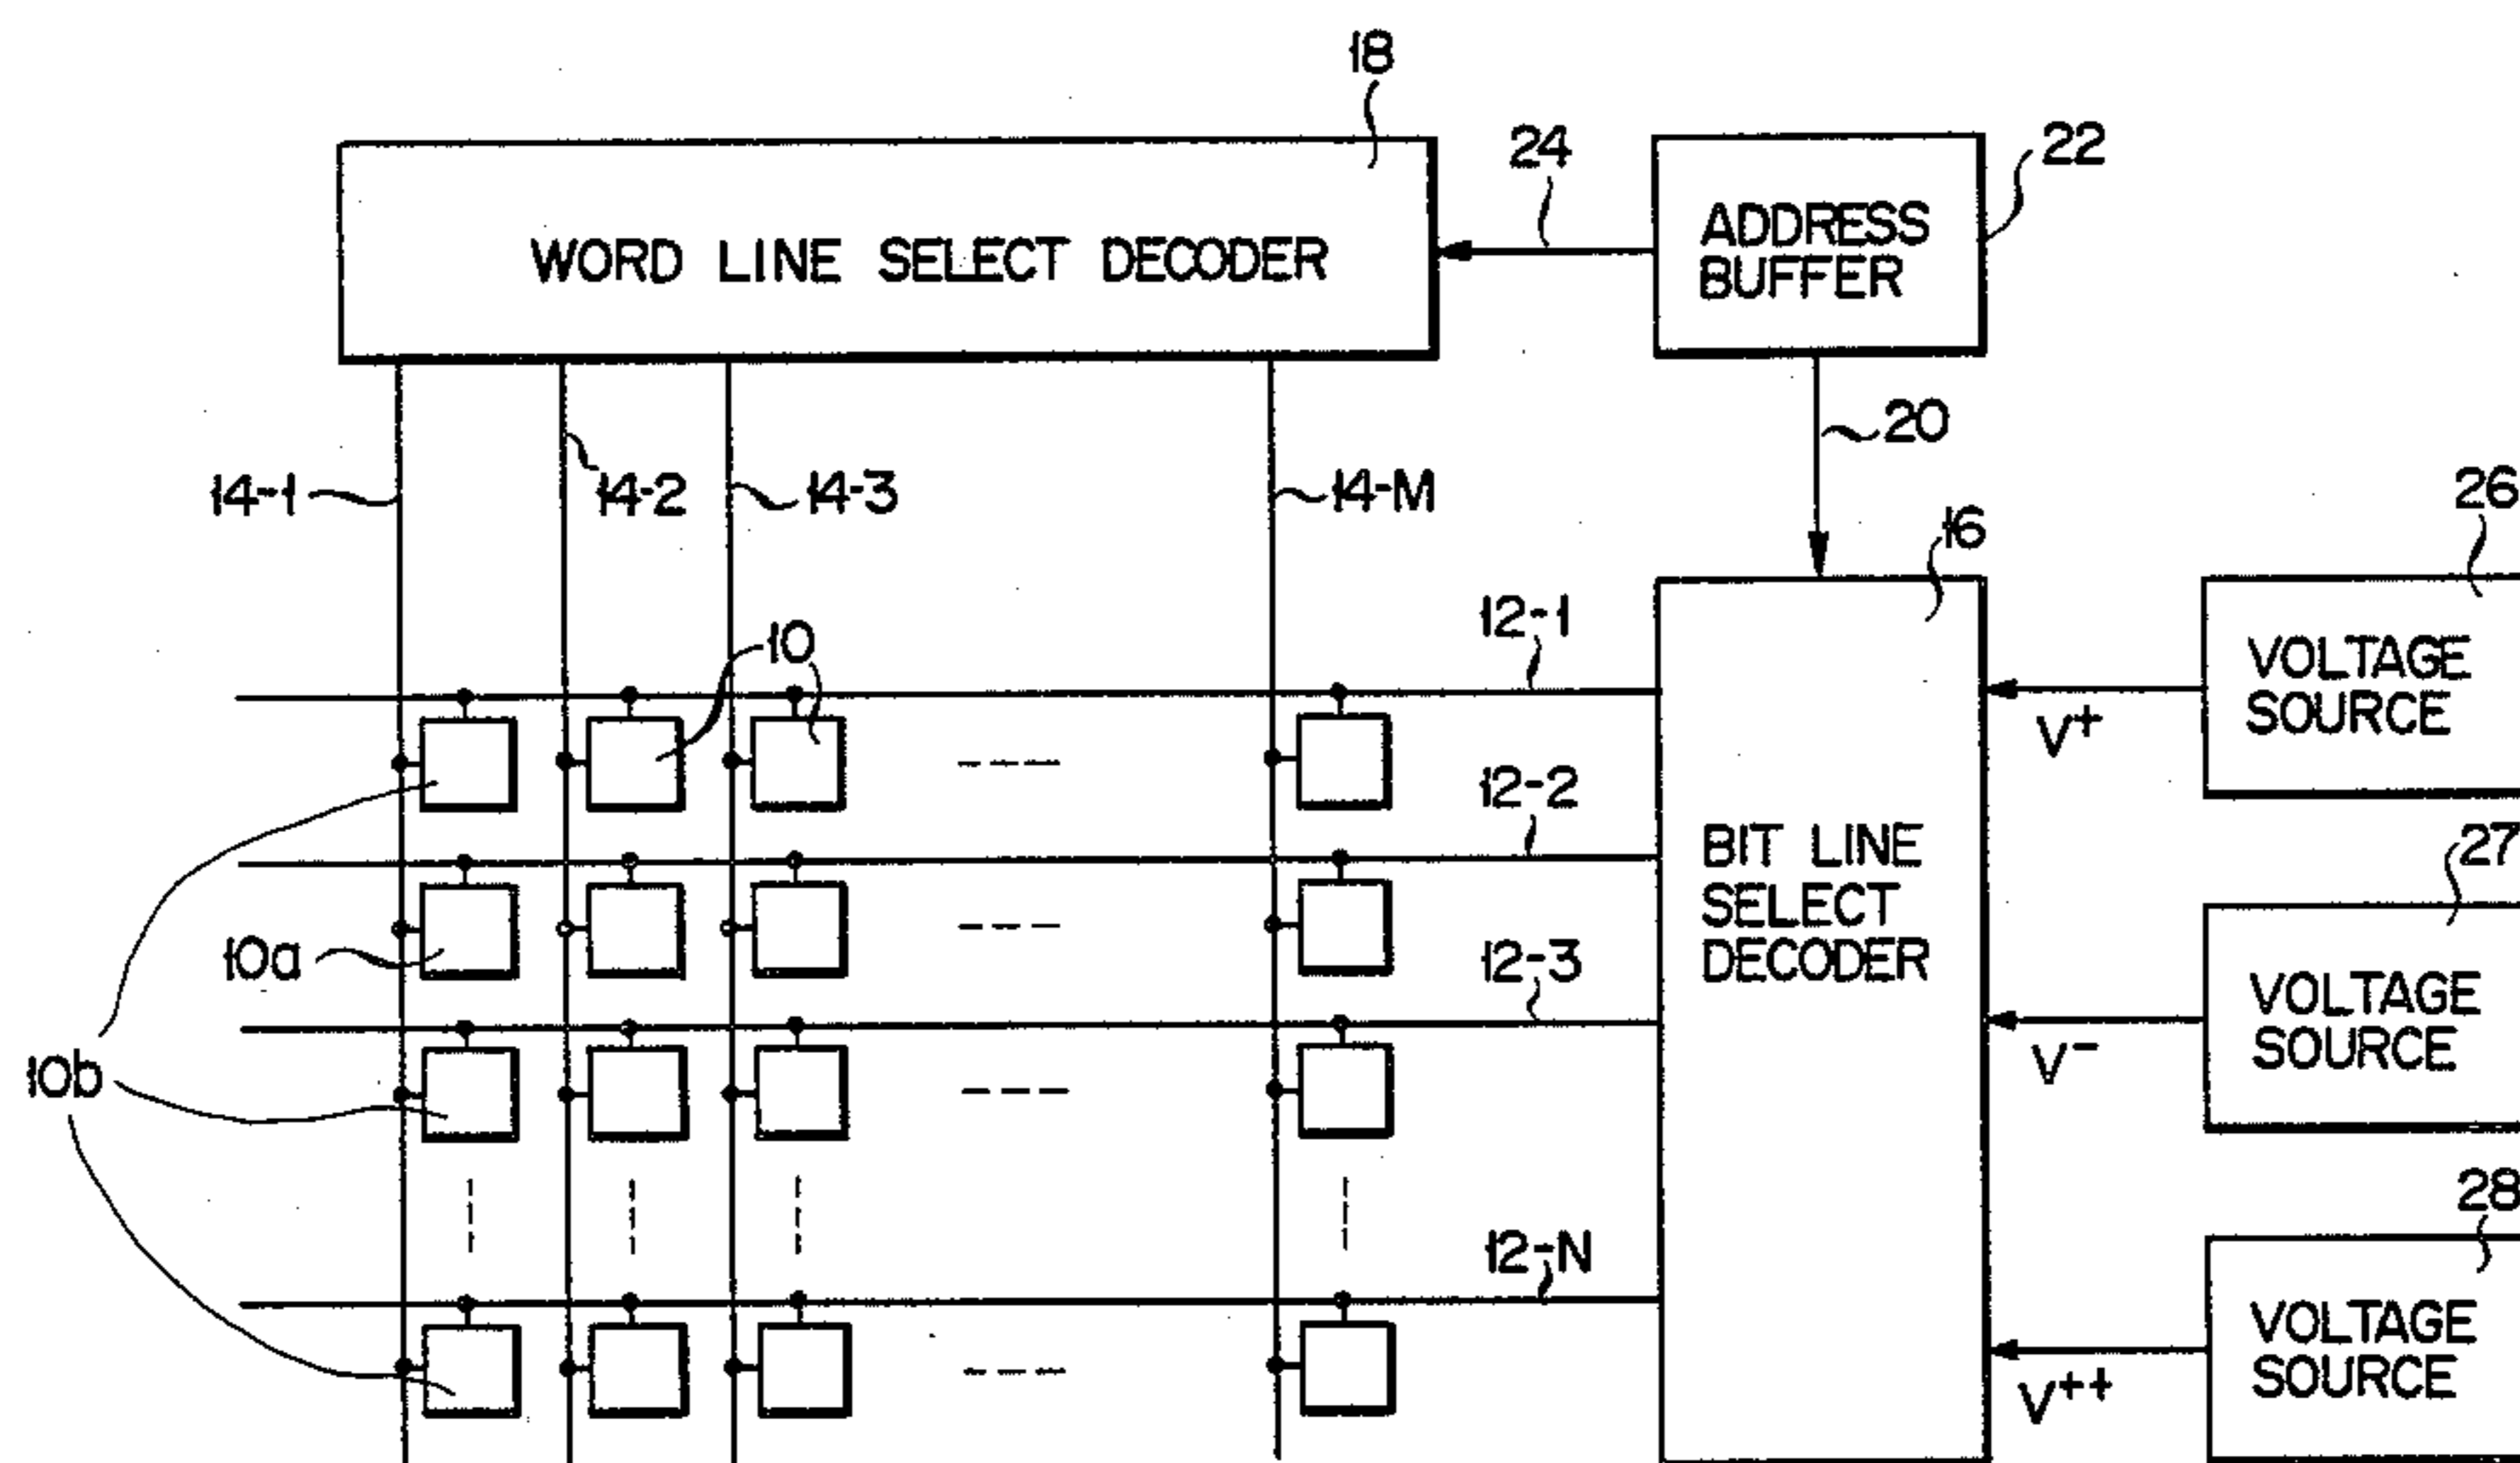 18
24
22
WORD LINE SELECT DECODER
ADDRESS
BUFFER
20
14-1
14-2
14-3
14-M
26
16
12-1
10
VOLTAGE
SOURCE
V+
12-2
27
BIT LINE
SELECT
DECODER
10a
12-3
VOLTAGE
SOURCE
V-
10b
28
12-N
VOLTAGE
SOURCE
V++